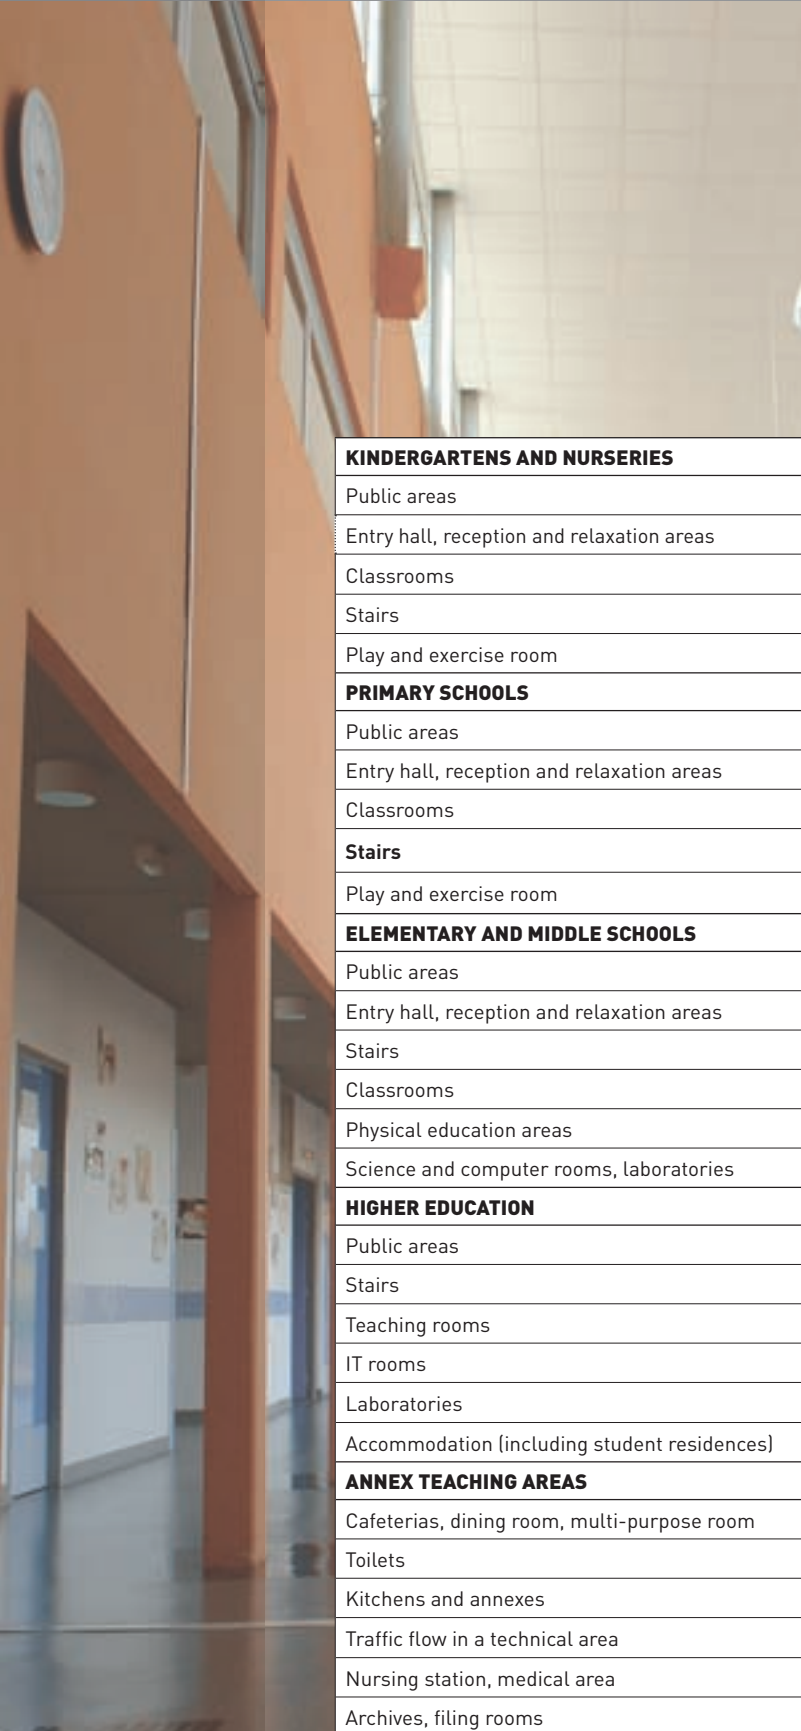 KINDERGARTENS AND NURSERIES
Public areas
Entry hall, reception and relaxation areas
Classrooms
Stairs
Play and exercise room
PRIMARY SCHOOLS
Public areas
Entry hall, reception and relaxation areas
Classrooms
Stairs
Play and exercise room
ELEMENTARY AND MIDDLE SCHOOLS
Public areas
Entry hall, reception and relaxation areas
Stairs
Classrooms
Physical education areas
Science and computer rooms, laboratories
HIGHER EDUCATION
Public areas
Stairs
Teaching rooms
IT rooms
Laboratories
Accommodation (including student residences)
ANNEX TEACHING AREAS
Cafeterias, dining room, multi-purpose room
Toilets
Kitchens and annexes
Traffic flow in a technical area
Nursing station, medical area
Archives, filing rooms